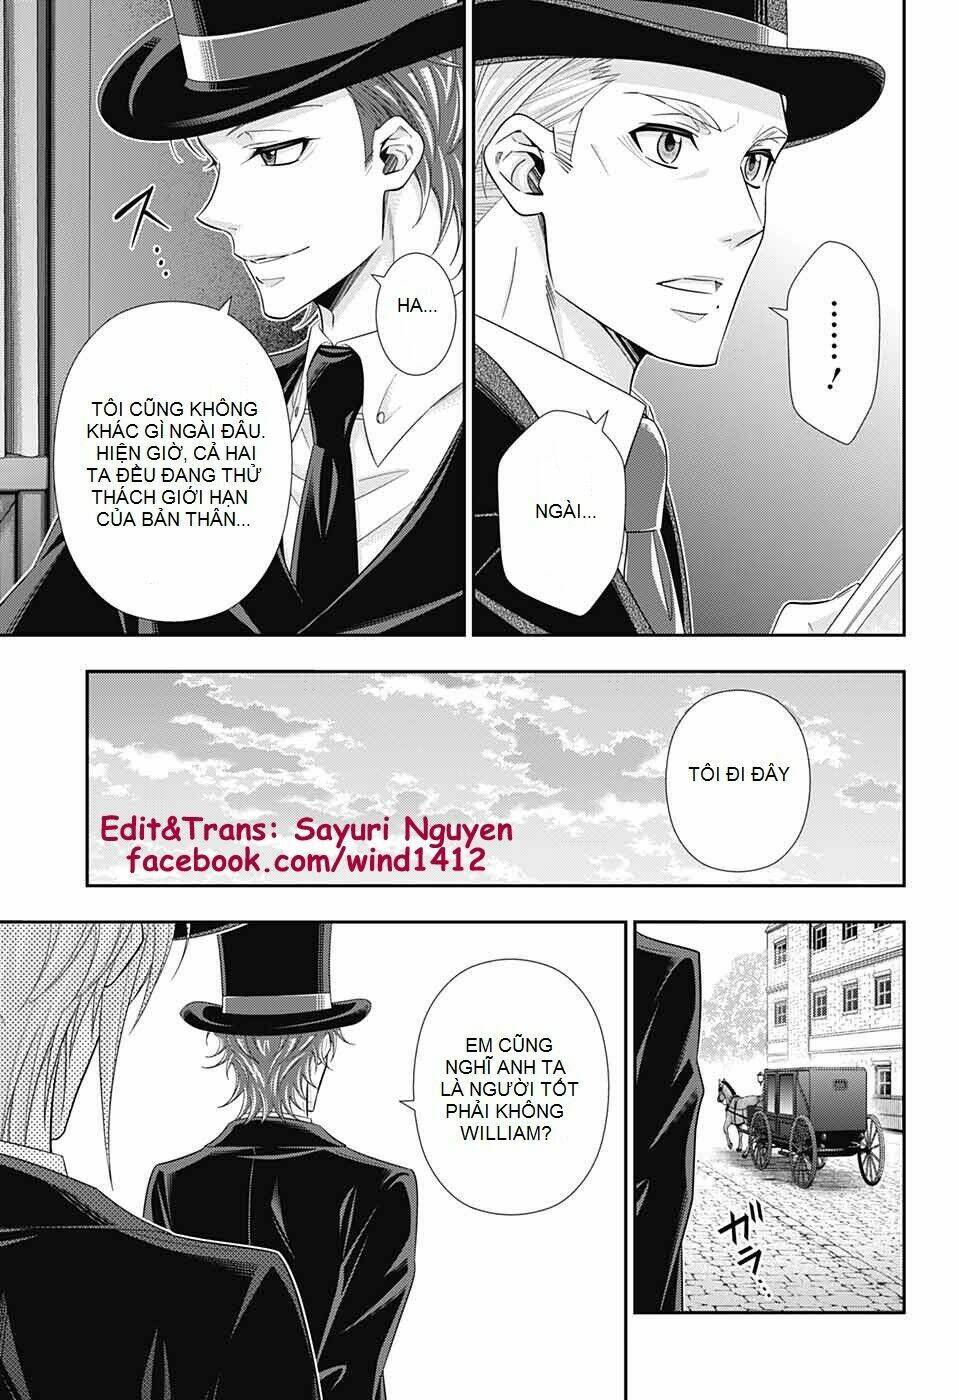 ......!
NGÀI...
HA...
TÔI CŨNG KHÔNG
KHÁC GÌ NGÀI ĐÂU.
HIỆN GIỜ, CẢ HAI
TA ĐỀU ĐANG THỬ
THÁCH GIỚI HẠN
CỦA BẢN THÂN...
TÔI ĐI ĐÂY
Edit&Trans: Sayuri Nguyen
facebook.com/wind1412
ガラ...
EM CŨNG
NGHĨ ANH TA
LÀ NGƯỜI TỐT
PHẢI KHÔNG
WILLIAM?